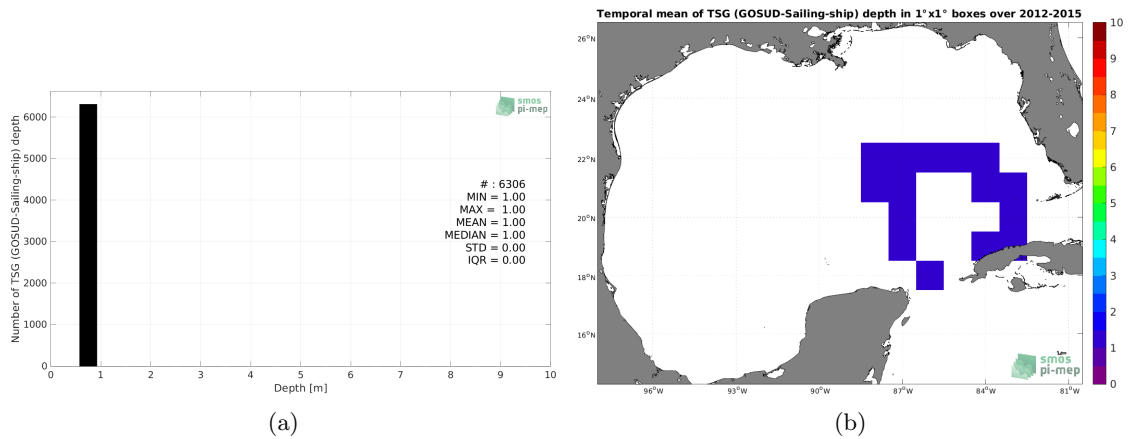 Number of TSG (GOSUD-Sailing-ship) depth
6000
5000
4000
3000
2000
1000
0
0 1 2 3 4 5 6 7 8 9 10
Depth [m]
smos
pi-mep
# : 6306
MIN = 1.00
MAX = 1.00
MEAN = 1.00
MEDIAN = 1.00
STD = 0.00
IQR = 0.00
(a)
Temporal mean of TSG (GOSUD-Sailing-ship) depth in 1°x1° boxes over 2012-2015
26°N
24°N
22°N
20°N
18°N
16°N
96°W 93°W 90°W 87°W 84°W 81°W
smos
pi-mep
10
9
8
7
6
5
4
3
2
1
0
(b)